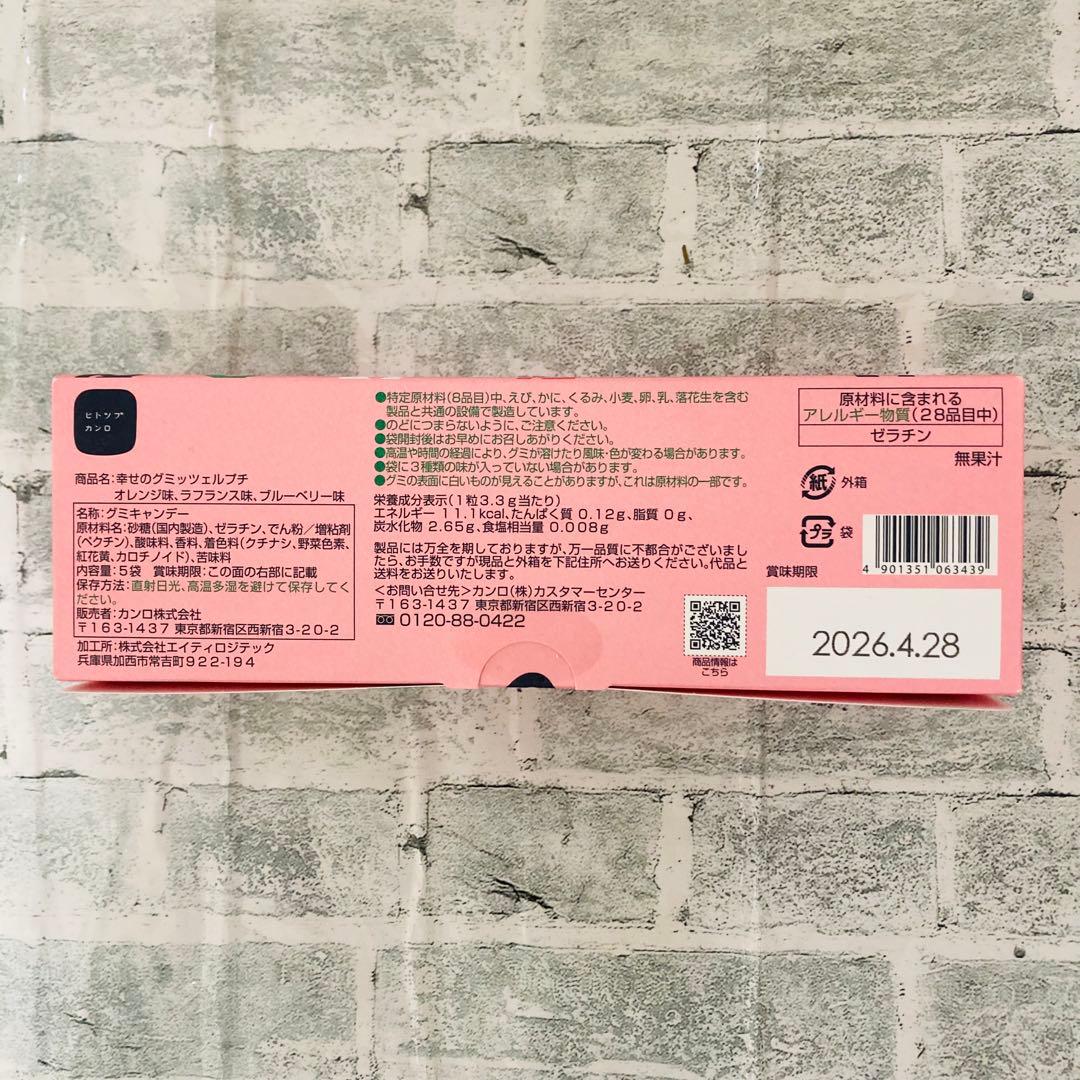 ヒトツブ
カンロ
商品名:幸せのグミッツェルプチ
オレンジ味、ラフランス味、ブルーベリー味
名称:グミキャンデー
原材料名:砂糖(国内製造)、ゼラチン、でん粉/増粘剤
(ペクチン)、酸味料、香料、着色料(クチナシ、野菜色素、
紅花黄、カロチノイド)、苦味料
内容量:5袋 賞味期限:この面の右部に記載
保存方法:直射日光、高温多湿を避けて保存してく
ださい。
販売者:カンロ株式会社
〒163-1437 東京都新宿区西新宿3-20-2
加工所:株式会社エイティロジテック
兵庫県加西市常吉町922-194
●特定原材料(8品目)中、えび、かに、くるみ、小麦、卵、乳、落花生を含む
製品と共通の設備で製造しています。
●のどにつまらないように、ご注意ください。
●袋開封後はお早めにお召しあがりください。
●高温や時間の経過により、グミが溶けたり風味・色が変わる場合があります。
●袋に3種類の味が入っていない場合があります。
●グミの表面に白いものが見えることがありますが、これは原材料の一部です。
栄養成分表示(1粒3.3g当たり)
エネルギー 11.1kcal、たんぱく質 0.12g、脂質 0g、
炭水化物 2.65g、食塩相当量 0.008g
製品には万全を期しておりますが、万一品質に不都合がございまし
たら、お手数ですが現品と外箱を下記住所へお送りください。代品と
送料をお送りいたします。
<お問い合せ先>カンロ(株)カスタマーセンター
〒163-1437 東京都新宿区西新宿3-20-2
0120-88-0422
商品情報は
こちら
原材料に含まれる
アレルギー物質(28品目中)
ゼラチン
無果汁
紙 外箱
プラ 袋
4 901351 063439
賞味期限
2026.4.28